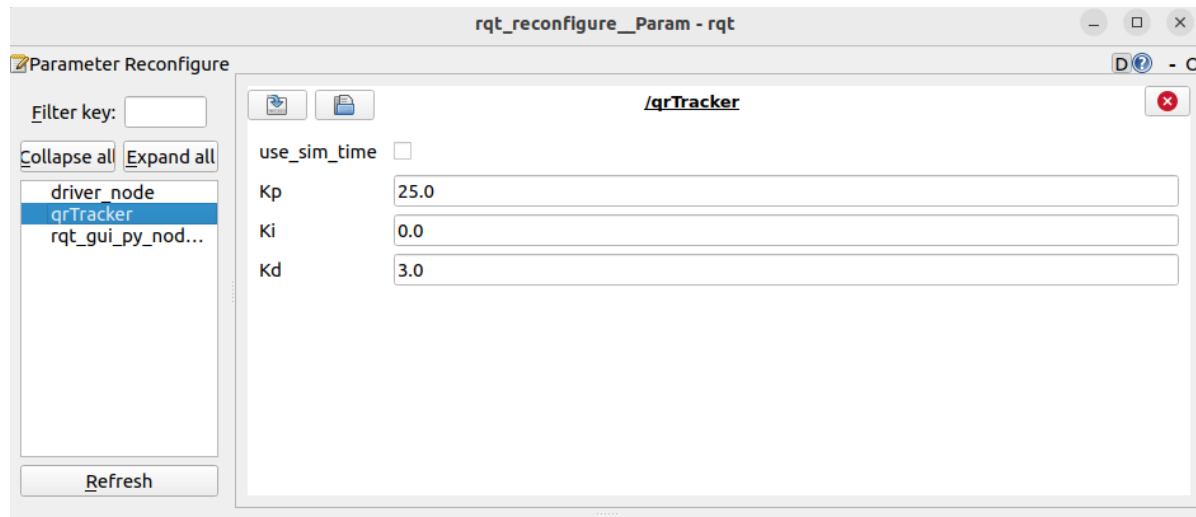 rqt_reconfigure__Param - rqt
Parameter Reconfigure
D - O
Filter key:
Collapse all Expand all
driver_node
qrTracker
rqt_gui_py_nod...
Refresh
/qrTracker
use_sim_time
Kp 25.0
Ki 0.0
Kd 3.0